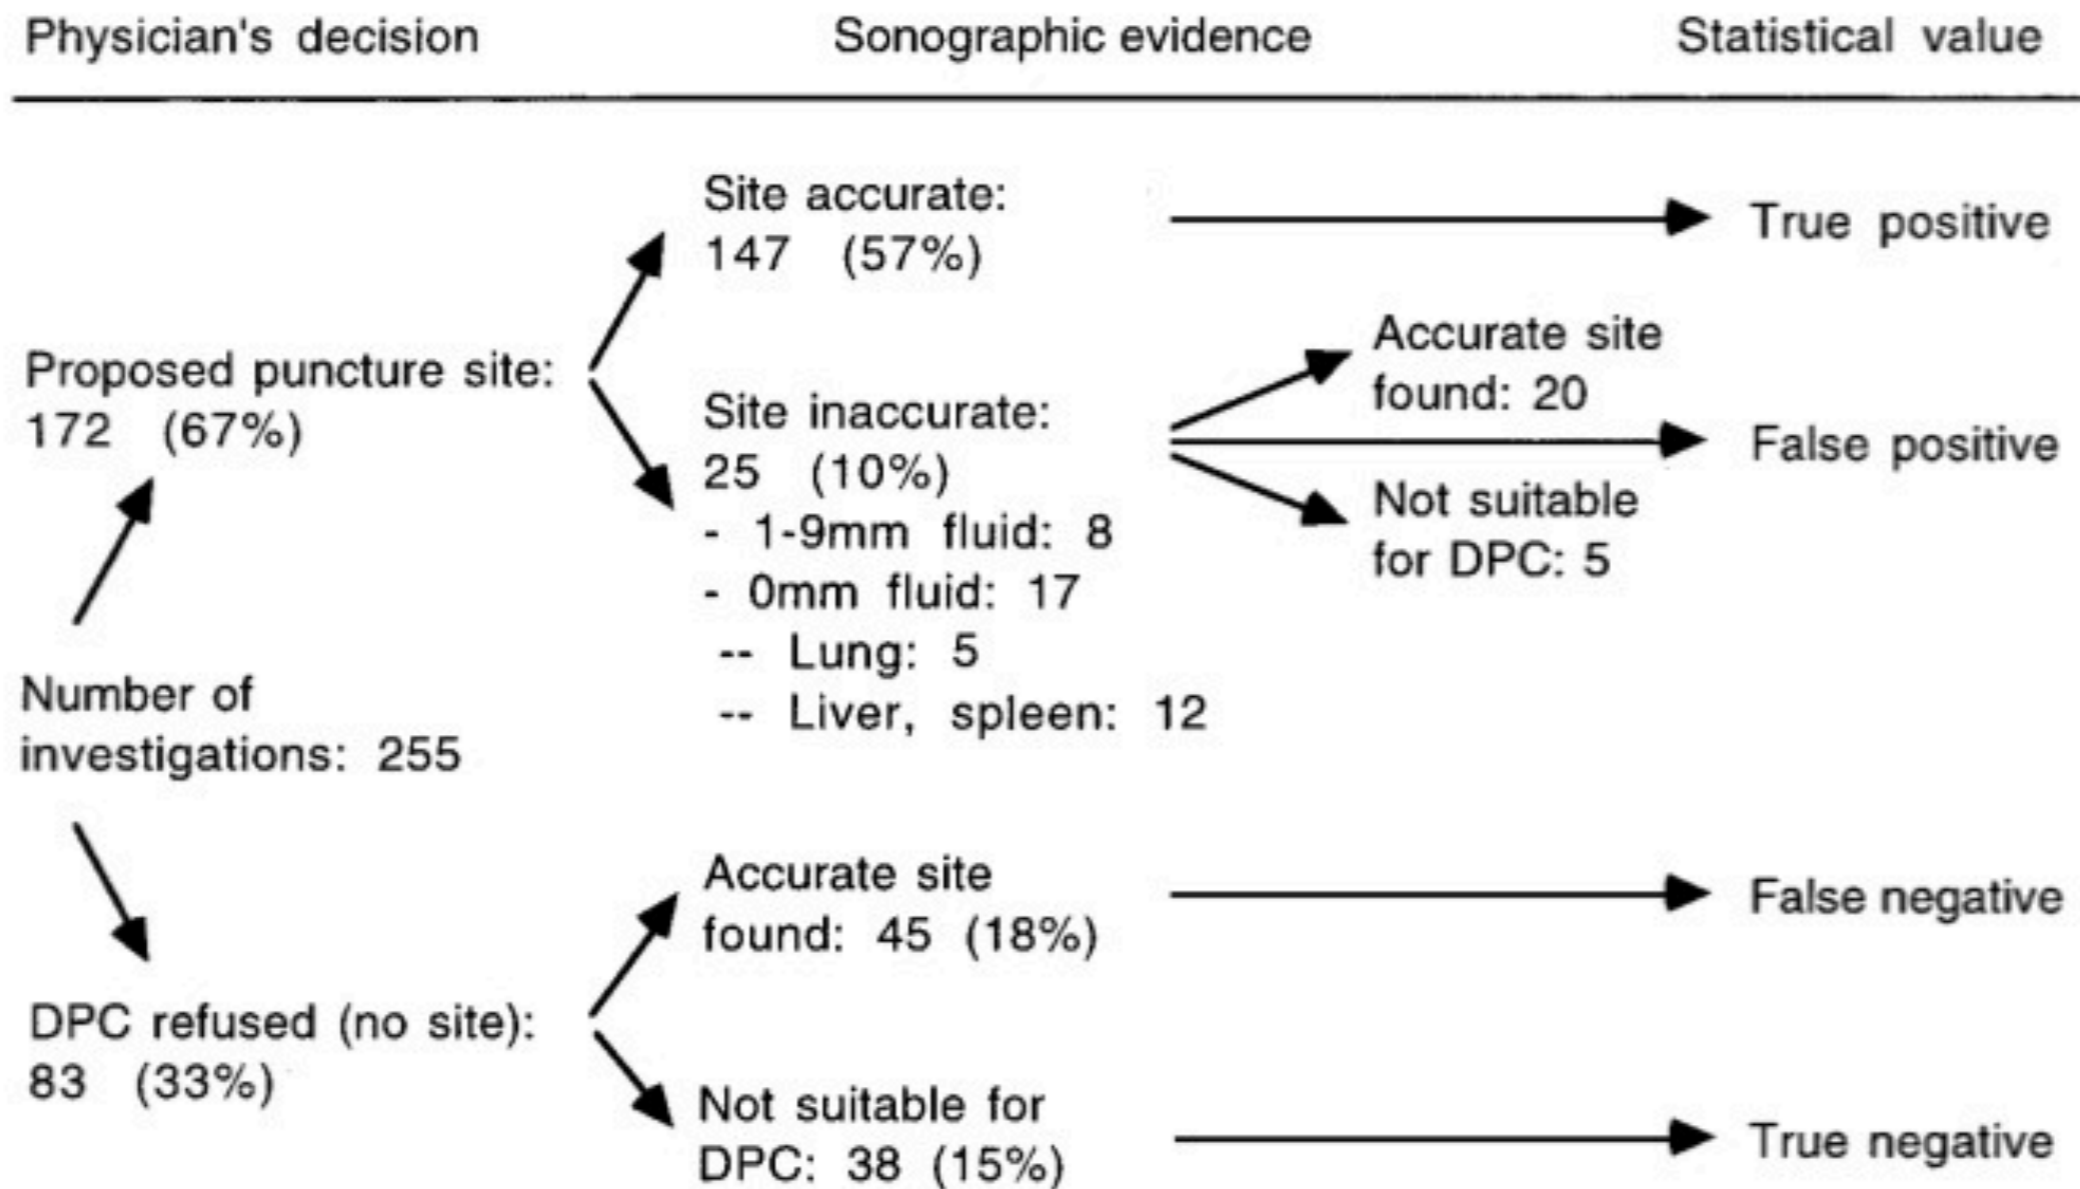 Physician's decision
Sonographic evidence
Statistical value
Site accurate:
147 (57%)
True positive
Proposed puncture site:
172 (67%)
Site inaccurate:
25 (10%)
- 1-9mm fluid: 8
- 0mm fluid: 17
-- Lung: 5
-- Liver, spleen: 12
Accurate site
found: 20
False positive
Not suitable
for DPC: 5
Number of
investigations: 255
Accurate site
found: 45 (18%)
False negative
DPC refused (no site):
83 (33%)
Not suitable for
DPC: 38 (15%)
True negative